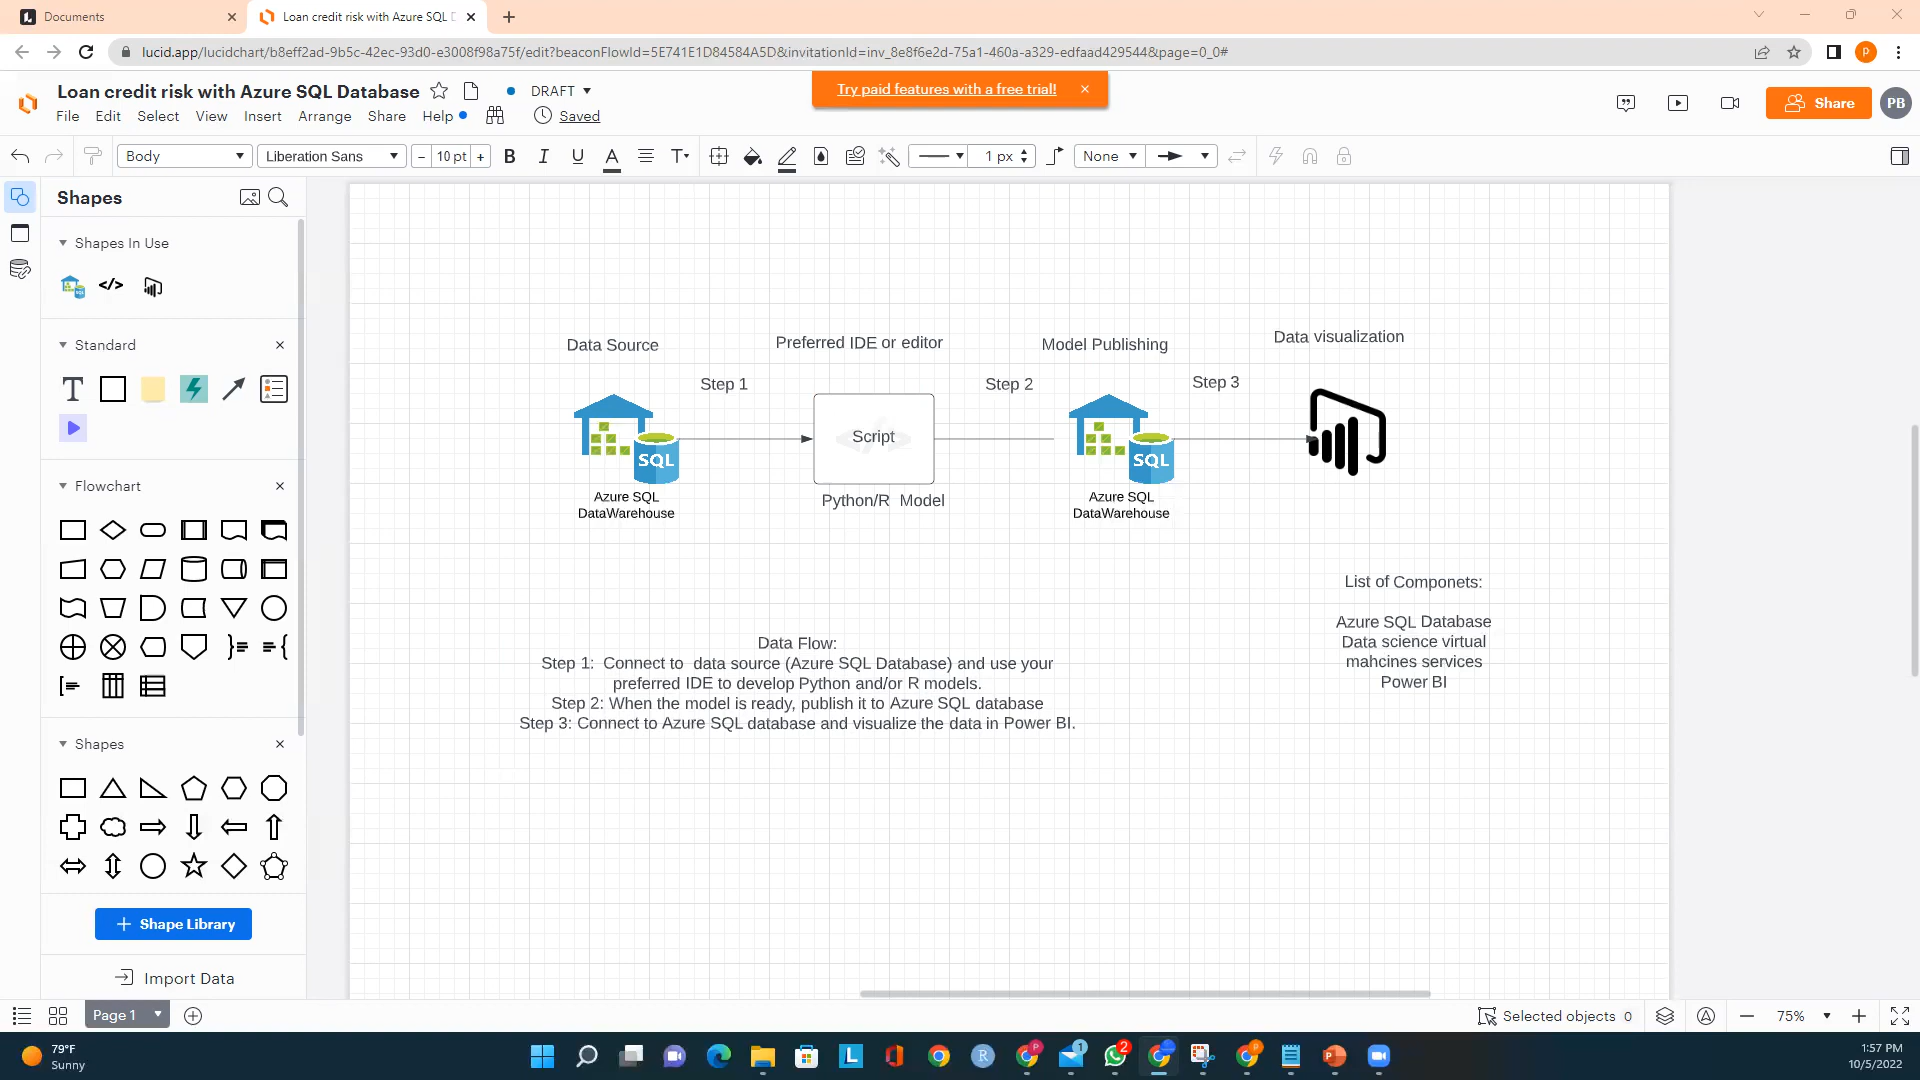 Documents
Loan credit risk with Azure SQL D
lucid.app/lucidchart/b8eff2ad-9b5c-42ec-93d0-e3008f98a75f/edit?beaconFlowId=5E741E1D84584A5D&invitationId=inv_8e8f6e2d-75a1-460a-a329-edfaad429544&page=0_0#
P
Loan credit risk with Azure SQL Database
DRAFT
Try paid features with a free trial!
Share
PB
File Edit Select View Insert Arrange Share Help
Saved
Body
Liberation Sans
10 pt
B I U A T
1 px
None
Shapes
Shapes In Use
Standard
T
Flowchart
Shapes
Shape Library
Import Data
Data Source
Preferred IDE or editor
Model Publishing
Data visualization
Step 1
Step 2
Step 3
Script
SQL
SQL
Azure SQL
DataWarehouse
Python/R Model
Azure SQL
DataWarehouse
List of Componets:
Azure SQL Database
Data science virtual
mahcines services
Power BI
Data Flow:
Step 1: Connect to data source (Azure SQL Database) and use your
preferred IDE to develop Python and/or R models.
Step 2: When the model is ready, publish it to Azure SQL database
Step 3: Connect to Azure SQL database and visualize the data in Power BI.
Page 1
Selected objects 0
75%
79°F
Sunny
L
R
P
1
2
P
1:57 PM
10/5/2022